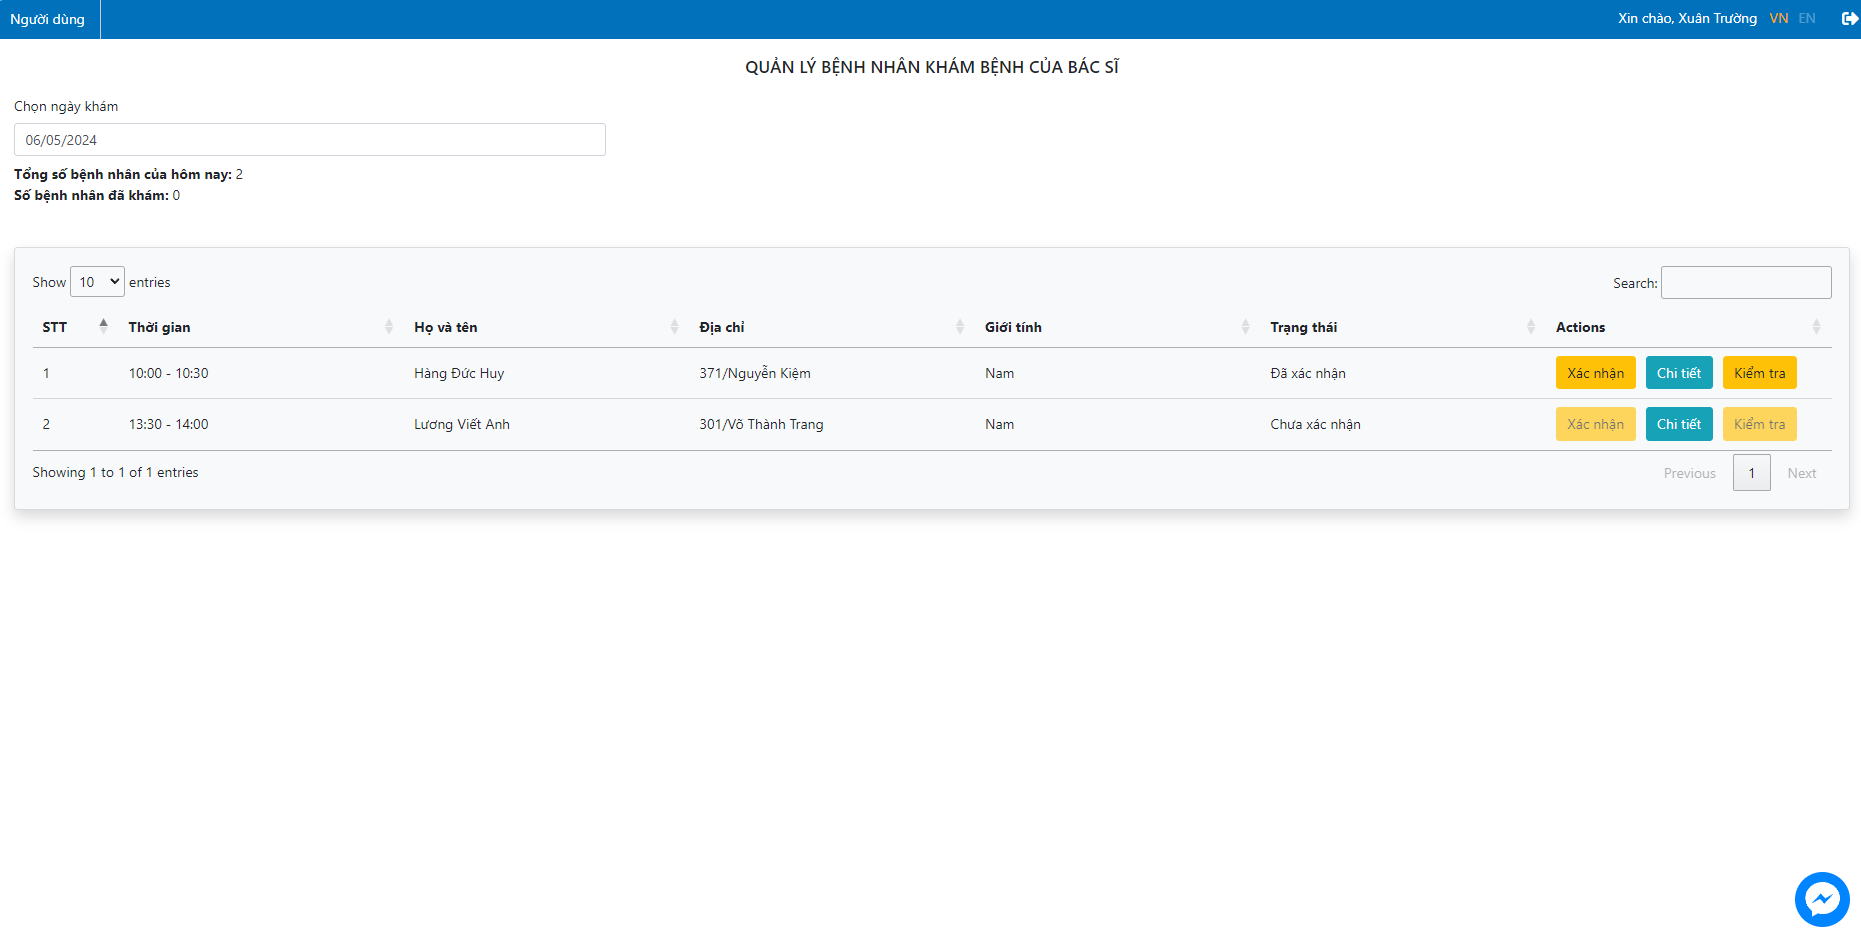 Người dùng
Xin chào, Xuân Trường VN EN
QUẢN LÝ BỆNH NHÂN KHÁM BỆNH CỦA BÁC SĨ
Chọn ngày khám
06/05/2024
Tổng số bệnh nhân của hôm nay: 2
Số bệnh nhân đã khám: 0
Show 10 entries
Search:
STT Thời gian Họ và tên Địa chỉ Giới tính Trạng thái Actions
1 10:00 - 10:30 Hàng Đức Huy 371/Nguyễn Kiệm Nam Đã xác nhận Xác nhận Chi tiết Kiểm tra
2 13:30 - 14:00 Lương Viết Anh 301/Võ Thành Trang Nam Chưa xác nhận Xác nhận Chi tiết Kiểm tra
Showing 1 to 1 of 1 entries
Previous 1 Next